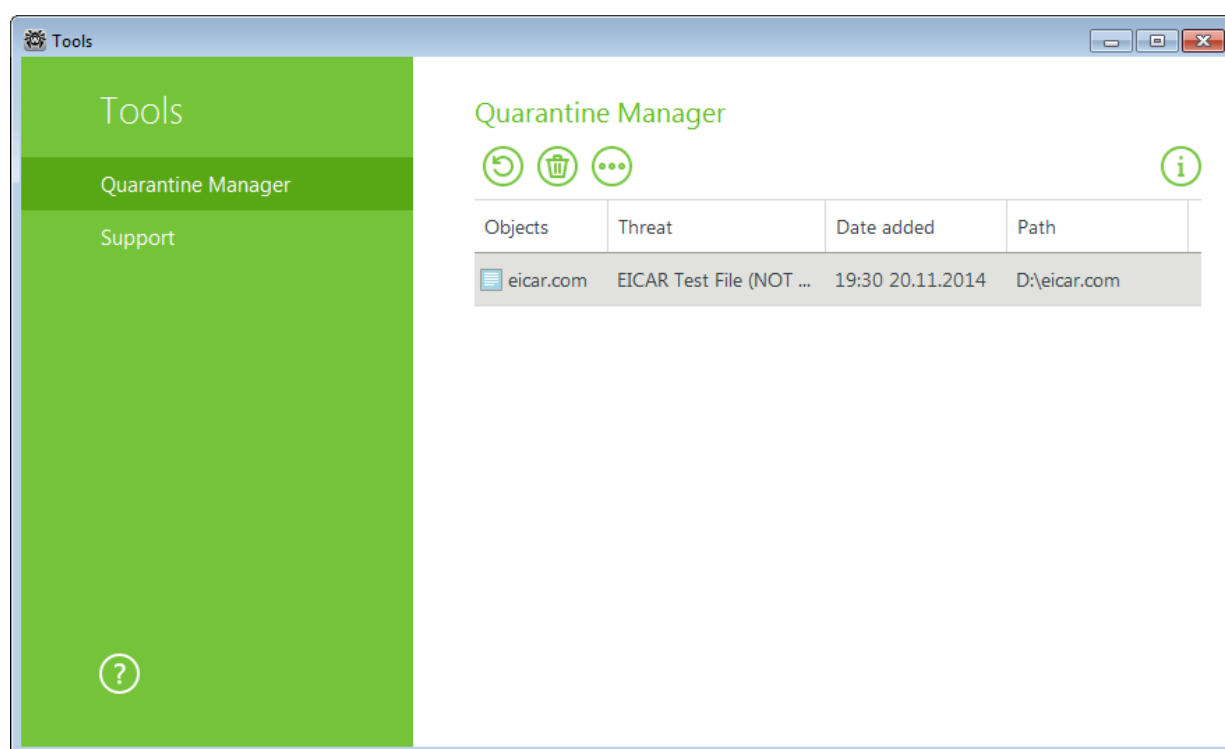 Tools
Tools
Quarantine Manager
Support
?
Quarantine Manager
i
Objects Threat Date added Path
eicar.com EICAR Test File (NOT ... 19:30 20.11.2014 D:\eicar.com